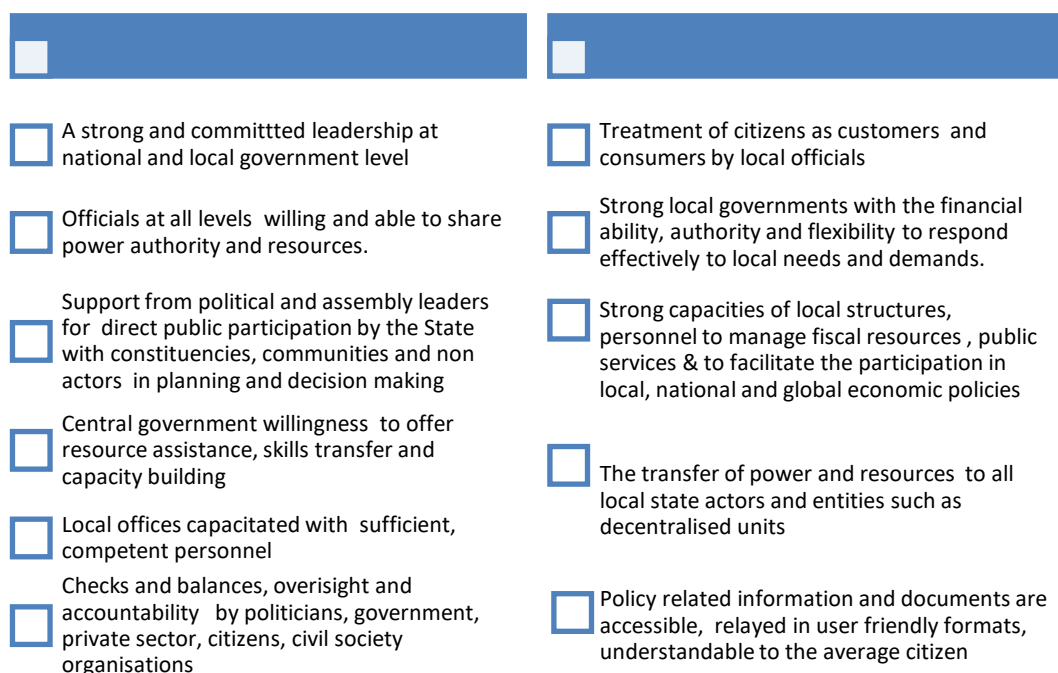 A strong and committted leadership at
national and local government level
Officials at all levels willing and able to share
power authority and resources.
Support from political and assembly leaders
for direct public participation by the State
with constituencies, communities and non
actors in planning and decision making
Central government willingness to offer
resource assistance, skills transfer and
capacity building
Local offices capacitated with sufficient,
competent personnel
Checks and balances, overisight and
accountability by politicians, government,
private sector, citizens, civil society
organisations
Treatment of citizens as customers and
consumers by local officials
Strong local governments with the financial
ability, authority and flexibility to respond
effectively to local needs and demands.
Strong capacities of local structures,
personnel to manage fiscal resources , public
services & to facilitate the participation in
local, national and global economic policies
The transfer of power and resources to all
local state actors and entities such as
decentralised units
Policy related information and documents are
accessible, relayed in user friendly formats,
understandable to the average citizen